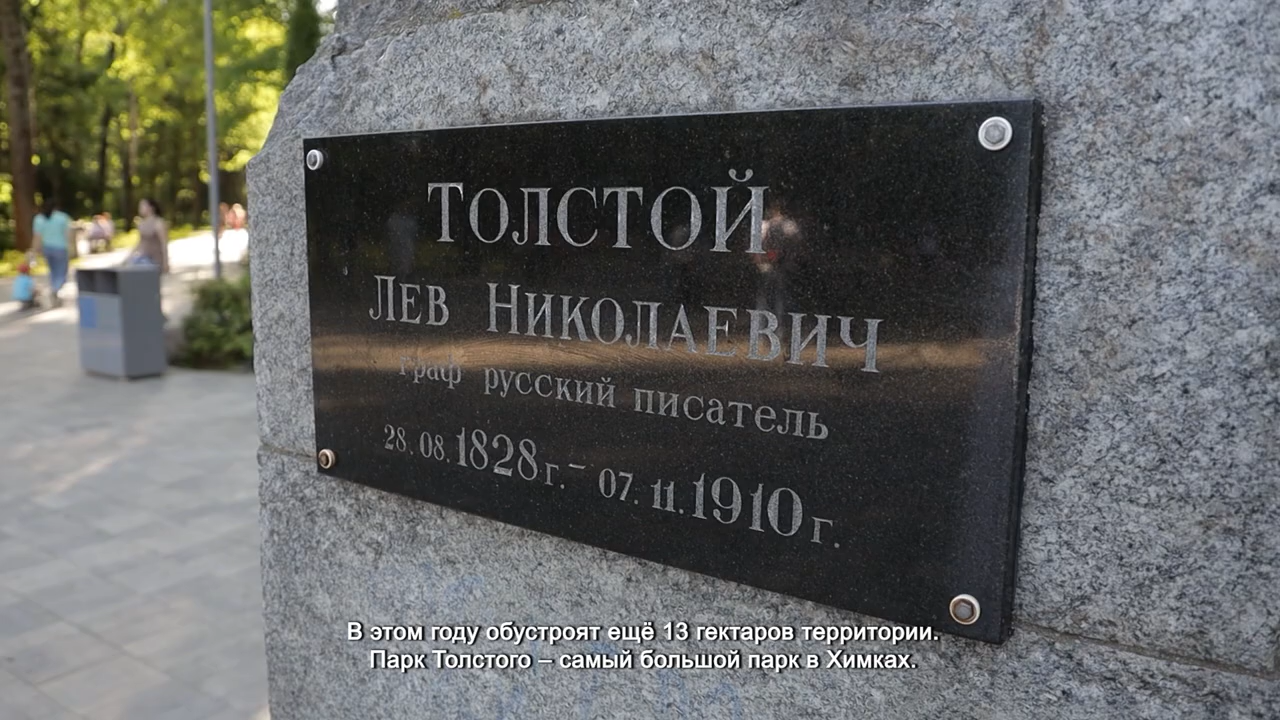 ТОЛСТОЙ
ЛЕВ НИКОЛАЕВИЧ
граф русский писатель
28.08.1828г.– 07.11.1910г.
В этом году обустроят ещё 13 гектаров территории.
Парк Толстого – самый большой парк в Химках.